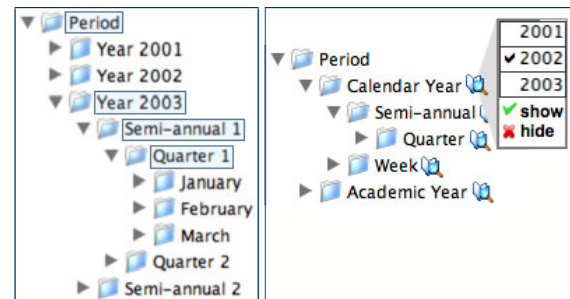 Period
Year 2001
Year 2002
Year 2003
Semi-annual 1
Quarter 1
January
February
March
Quarter 2
Semi-annual 2
Period
Calendar Year
Semi-annual
Quarter
Week
Academic Year
2001
2002
2003
show
hide